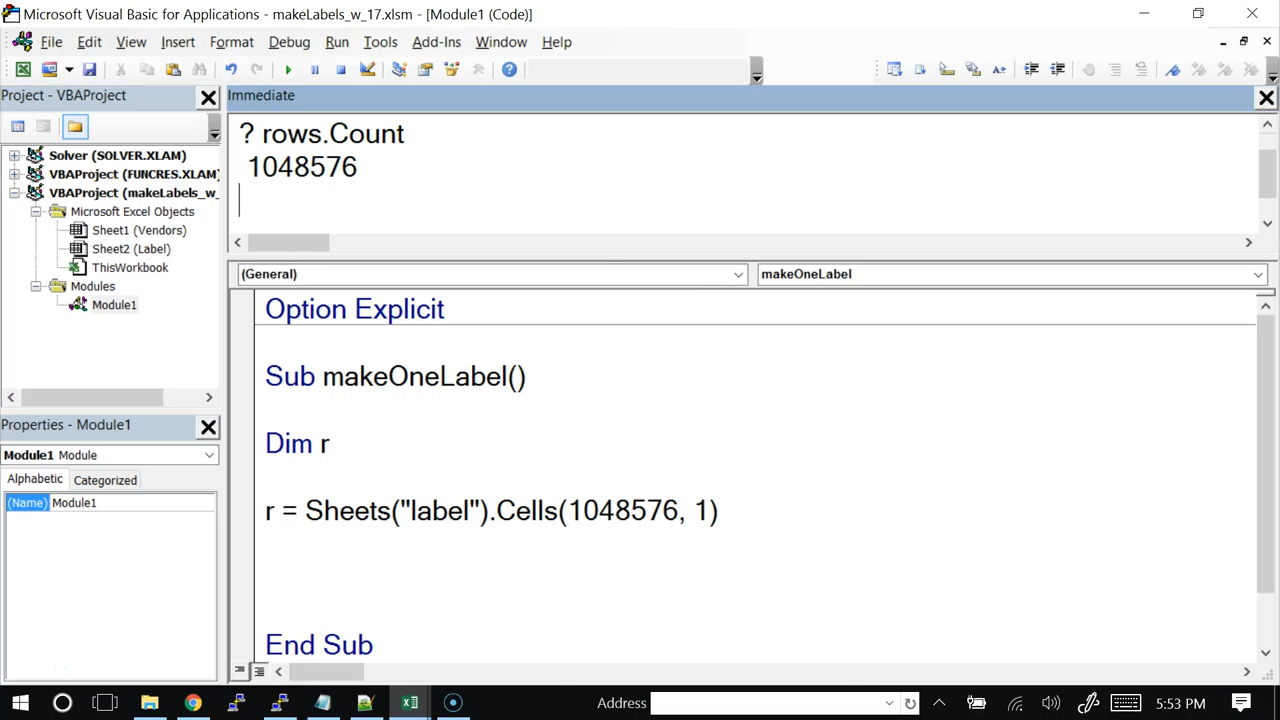 Microsoft Visual Basic for Applications - makeLabels_w_17.xlsm - [Module1 (Code)]
File Edit View Insert Format Debug Run Tools Add-Ins Window Help
Project - VBAProject
Immediate
? rows.Count
1048576
Solver (SOLVER.XLAM)
VBAProject (FUNCRES.XLAM)
VBAProject (makeLabels_w_
Microsoft Excel Objects
Sheet1 (Vendors)
Sheet2 (Label)
ThisWorkbook
Modules
Module1
(General)
makeOneLabel
Option Explicit
Sub makeOneLabel()
Dim r
r = Sheets("label").Cells(1048576, 1)
End Sub
Properties - Module1
Module1 Module
Alphabetic Categorized
(Name) Module1
Address
5:53 PM